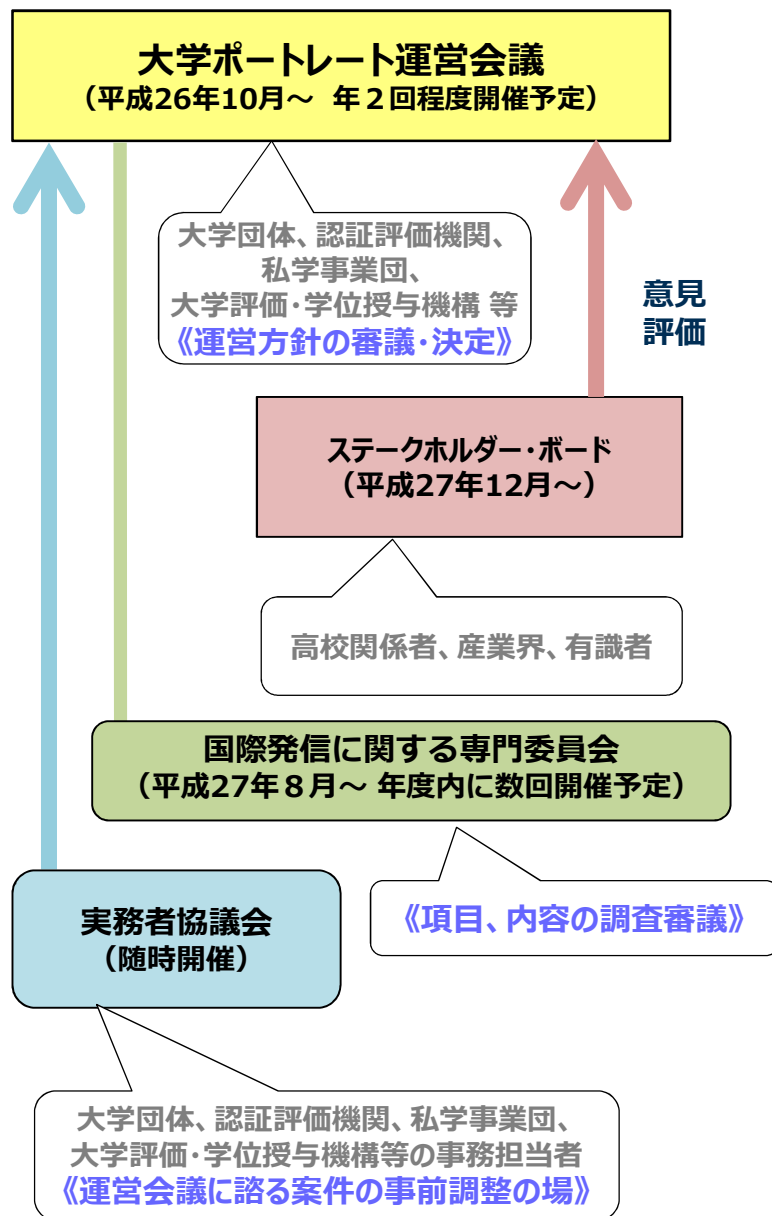 大学ポートレート運営会議
（平成26年10月～ 年２回程度開催予定）
大学団体、認証評価機関、
私学事業団、
大学評価・学位授与機構 等
《運営方針の審議・決定》
意見
評価
ステークホルダー・ボード
（平成27年12月～）
高校関係者、産業界、有識者
国際発信に関する専門委員会
（平成27年８月～ 年度内に数回開催予定）
《項目、内容の調査審議》
実務者協議会
（随時開催）
大学団体、認証評価機関、私学事業団、
大学評価・学位授与機構等の事務担当者
《運営会議に諮る案件の事前調整の場》